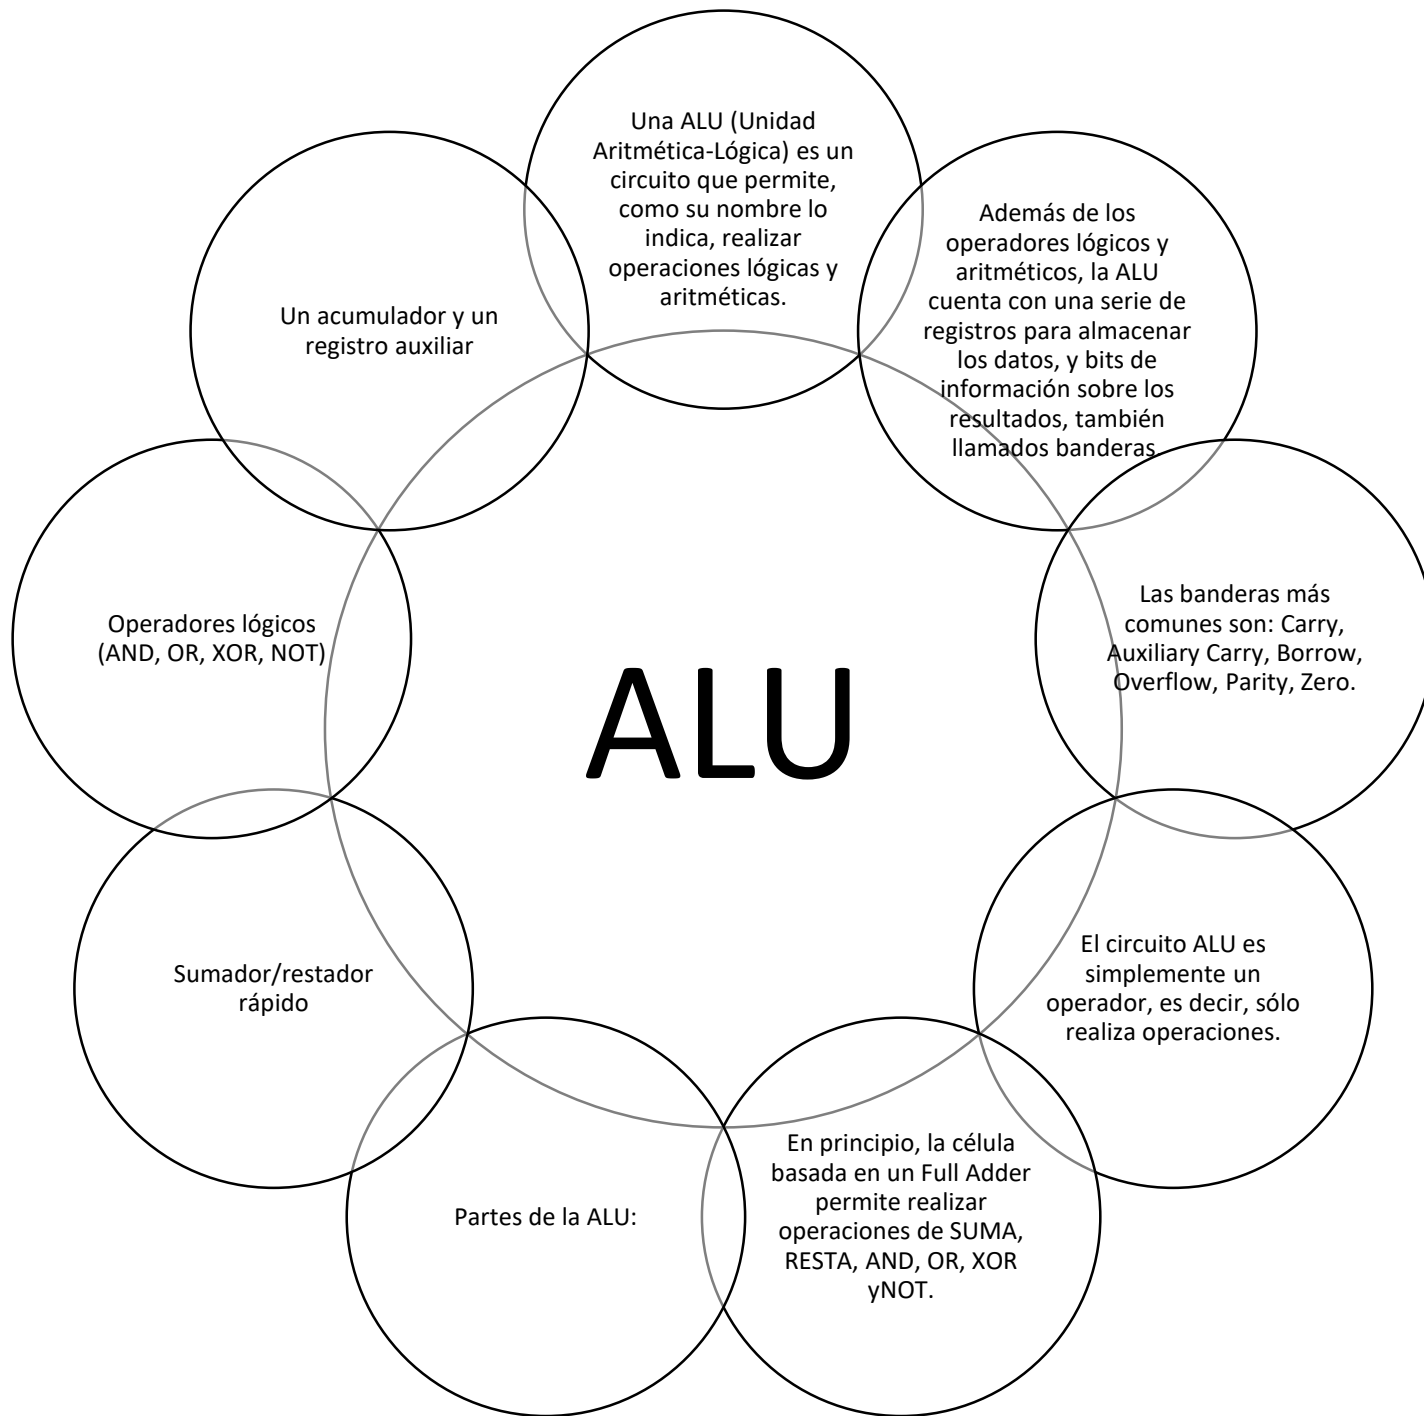 Una ALU (Unidad
Aritmética-Lógica) es un
circuito que permite,
como su nombre lo
indica, realizar
operaciones lógicas y
aritméticas.
Además de los
operadores lógicos y
aritméticos, la ALU
cuenta con una serie de
registros para almacenar
los datos, y bits de
información sobre los
resultados, también
llamados banderas
Las banderas más
comunes son: Carry,
Auxiliary Carry, Borrow,
Overflow, Parity, Zero.
El circuito ALU es
simplemente un
operador, es decir, sólo
realiza operaciones.
En principio, la célula
basada en un Full Adder
permite realizar
operaciones de SUMA,
RESTA, AND, OR, XOR
yNOT.
Partes de la ALU:
Sumador/restador
rápido
Operadores lógicos
(AND, OR, XOR, NOT)
Un acumulador y un
registro auxiliar
ALU